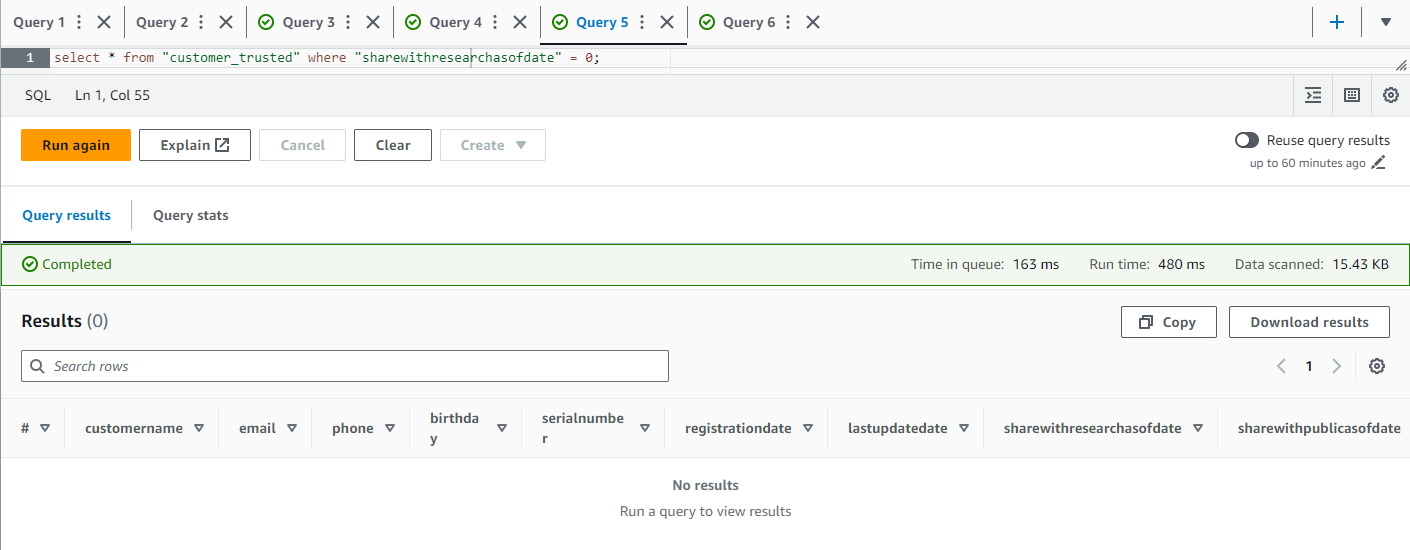 Query 1 Query 2 Query 3 Query 4 Query 5 Query 6
1 select * from "customer_trusted" where "sharewithresearchasofdate" = 0;
SQL Ln 1, Col 55
Run again Explain Cancel Clear Create Reuse query results
up to 60 minutes ago
Query results Query stats
Completed Time in queue: 163 ms Run time: 480 ms Data scanned: 15.43 KB
Results (0) Copy Download results
Search rows 1
# customername email phone birthda
y serialnumbe
r registrationdate lastupdatedate sharewithresearchasofdate sharewithpublicasofdate
No results
Run a query to view results